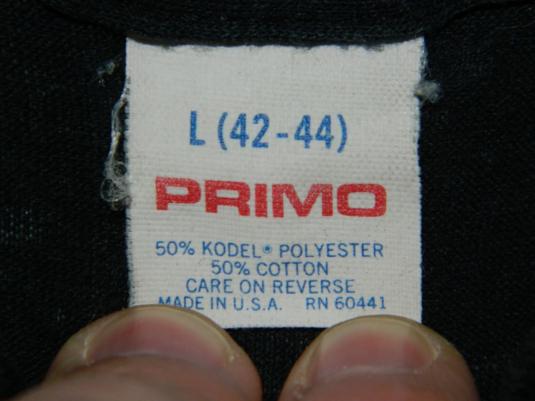 L (42-44)
PRIMO
50% KODEL® POLYESTER
50% COTTON
CARE ON REVERSE
MADE IN U.S.A. RN 60441